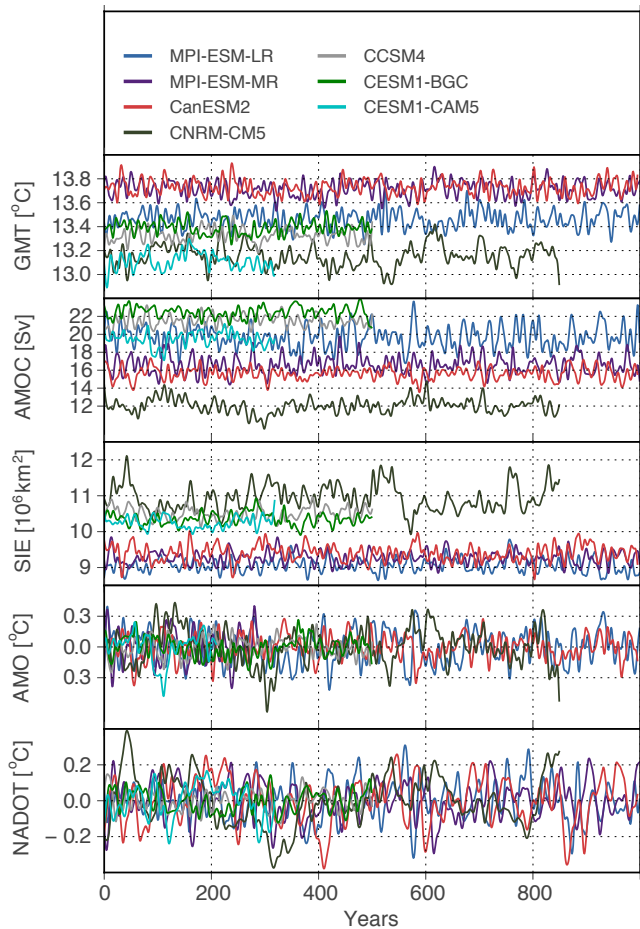 MPI-ESM-LR CCSM4
MPI-ESM-MR CESM1-BGC
CanESM2 CESM1-CAM5
CNRM-CM5
GMT [°C]
13.8
13.6
13.4
13.2
13.0
AMOC [Sv]
22
20
18
16
14
12
SIE [10⁶km²]
12
11
10
9
AMO [°C]
0.3
0.0
0.3
NADOT [°C]
0.2
0.0
−
0.2
0 200 400 600 800
Years